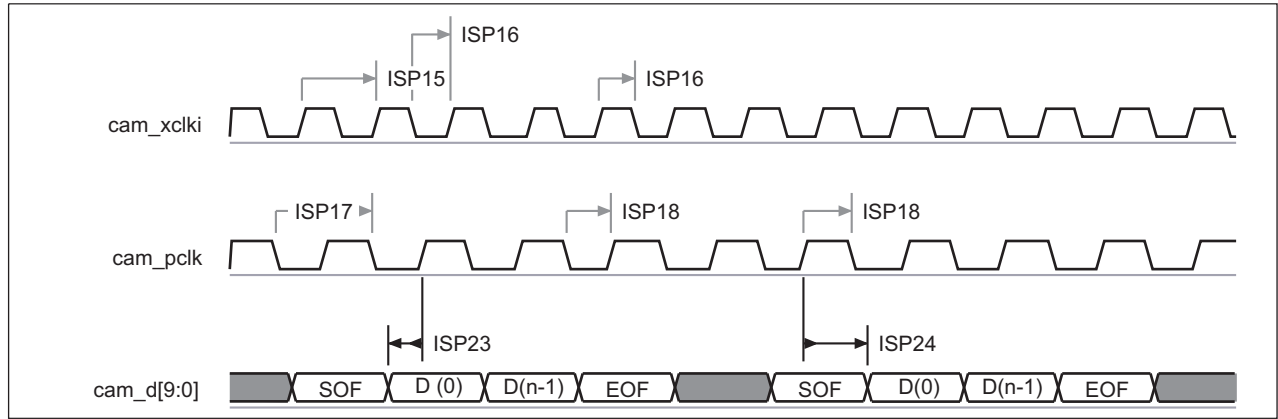 ISP16
ISP15 ISP16
cam_xclki
ISP17 ISP18 ISP18
cam_pclk
ISP23 ISP24
cam_d[9:0] SOF D (0) D(n-1) EOF SOF D(0) D(n-1) EOF